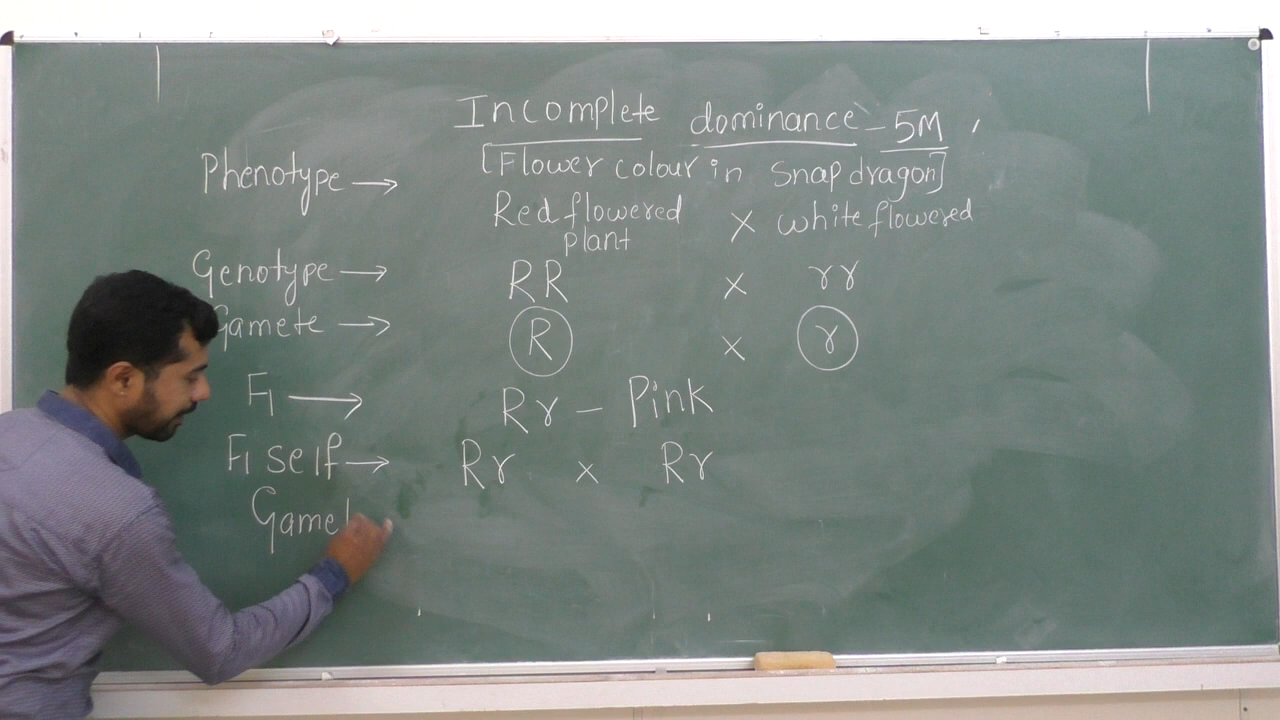 Incomplete dominance - 5M
[Flower colour in Snapdragon]
Phenotype → Red flowered plant × white flowered
Genotype → RR × rr
Gamete → R × r
F1 → Rr - Pink
F1 self → Rr × Rr
Gamet